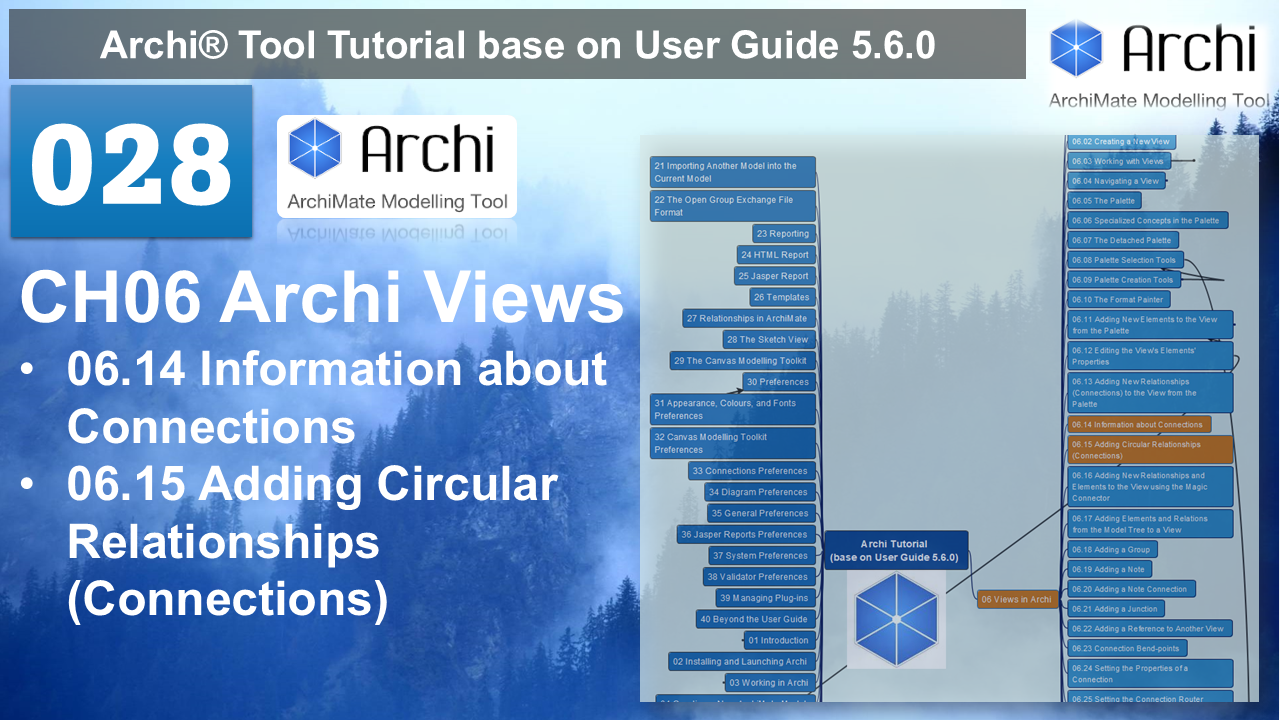 Archi® Tool Tutorial base on User Guide 5.6.0
Archi
ArchiMate Modelling Tool
028
Archi
ArchiMate Modelling Tool
CH06 Archi Views
• 06.14 Information about
Connections
• 06.15 Adding Circular
Relationships
(Connections)
21 Importing Another Model into the
Current Model
22 The Open Group Exchange File
Format
23 Reporting
24 HTML Report
25 Jasper Report
26 Templates
27 Relationships in ArchiMate
28 The Sketch View
29 The Canvas Modelling Toolkit
30 Preferences
31 Appearance, Colours, and Fonts
Preferences
32 Canvas Modelling Toolkit
Preferences
33 Connections Preferences
34 Diagram Preferences
35 General Preferences
36 Jasper Reports Preferences
37 System Preferences
38 Validator Preferences
39 Managing Plug-ins
40 Beyond the User Guide
01 Introduction
02 Installing and Launching Archi
03 Working in Archi
Archi Tutorial
(base on User Guide 5.6.0)
06 Views in Archi
06.02 Creating a New View
06.03 Working with Views
06.04 Navigating a View
06.05 The Palette
06.06 Specialized Concepts in the Palette
06.07 The Detached Palette
06.08 Palette Selection Tools
06.09 Palette Creation Tools
06.10 The Format Painter
06.11 Adding New Elements to the View
from the Palette
06.12 Editing the View's Elements'
Properties
06.13 Adding New Relationships
(Connections) to the View from the
Palette
06.14 Information about Connections
06.15 Adding Circular Relationships
(Connections)
06.16 Adding New Relationships and
Elements to the View using the Magic
Connector
06.17 Adding Elements and Relations
from the Model Tree to a View
06.18 Adding a Group
06.19 Adding a Note
06.20 Adding a Note Connection
06.21 Adding a Junction
06.22 Adding a Reference to Another View
06.23 Connection Bend-points
06.24 Setting the Properties of a
Connection
06.25 Setting the Connection Router